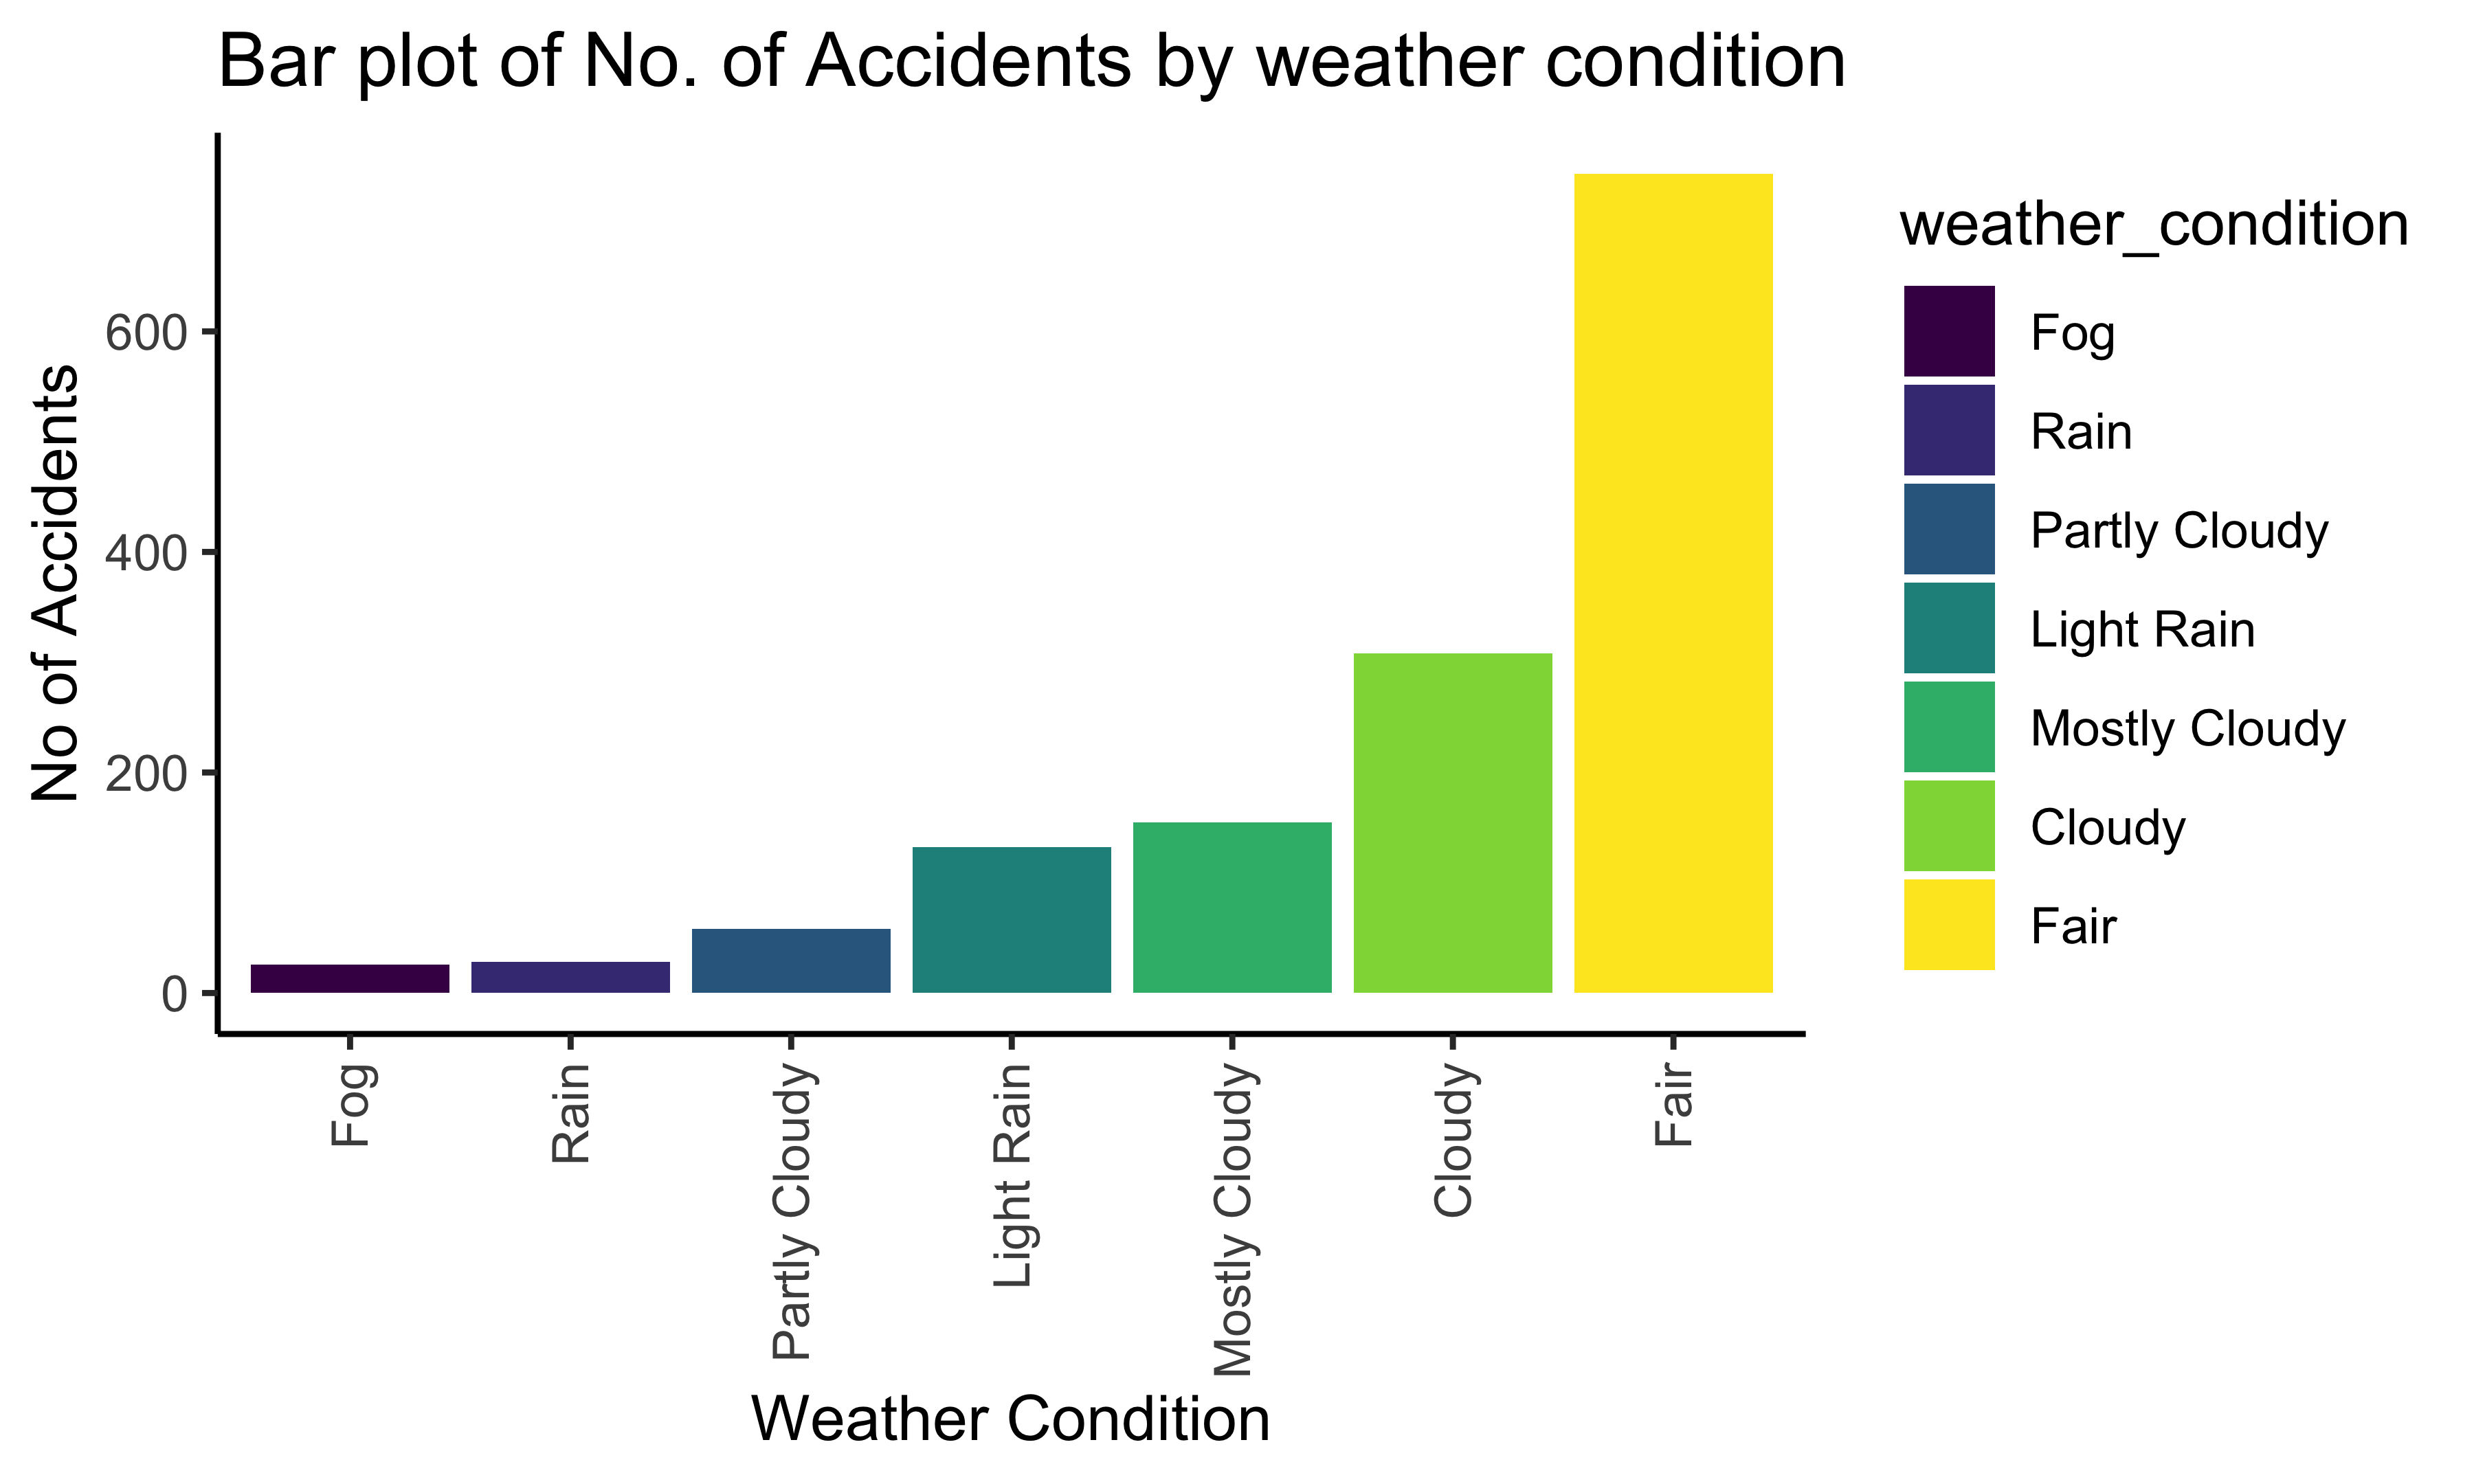 Bar plot of No. of Accidents by weather condition
No of Accidents
600
400
200
0
Fog
Rain
Partly Cloudy
Light Rain
Mostly Cloudy
Cloudy
Fair
Weather Condition
weather_condition
Fog
Rain
Partly Cloudy
Light Rain
Mostly Cloudy
Cloudy
Fair